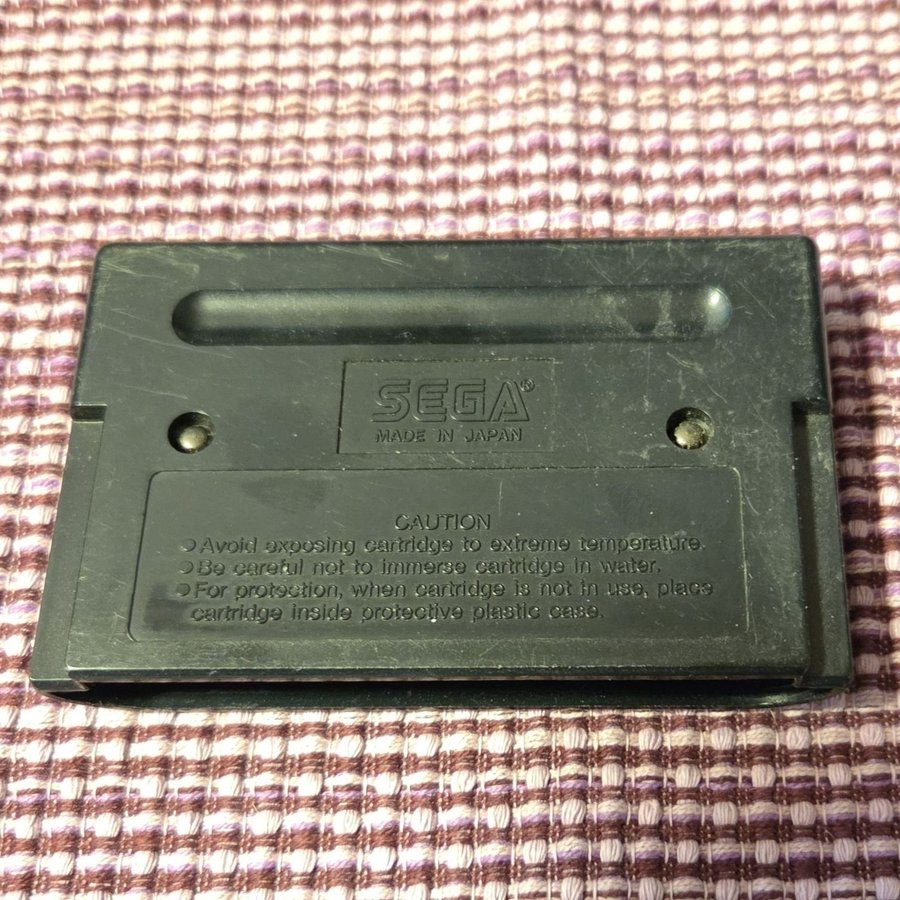 SEGA®
MADE IN JAPAN
CAUTION
●Avoid exposing cartridge to extreme temperature.
●Be careful not to immerse cartridge in water.
●For protection, when cartridge is not in use, place
cartridge inside protective plastic case.